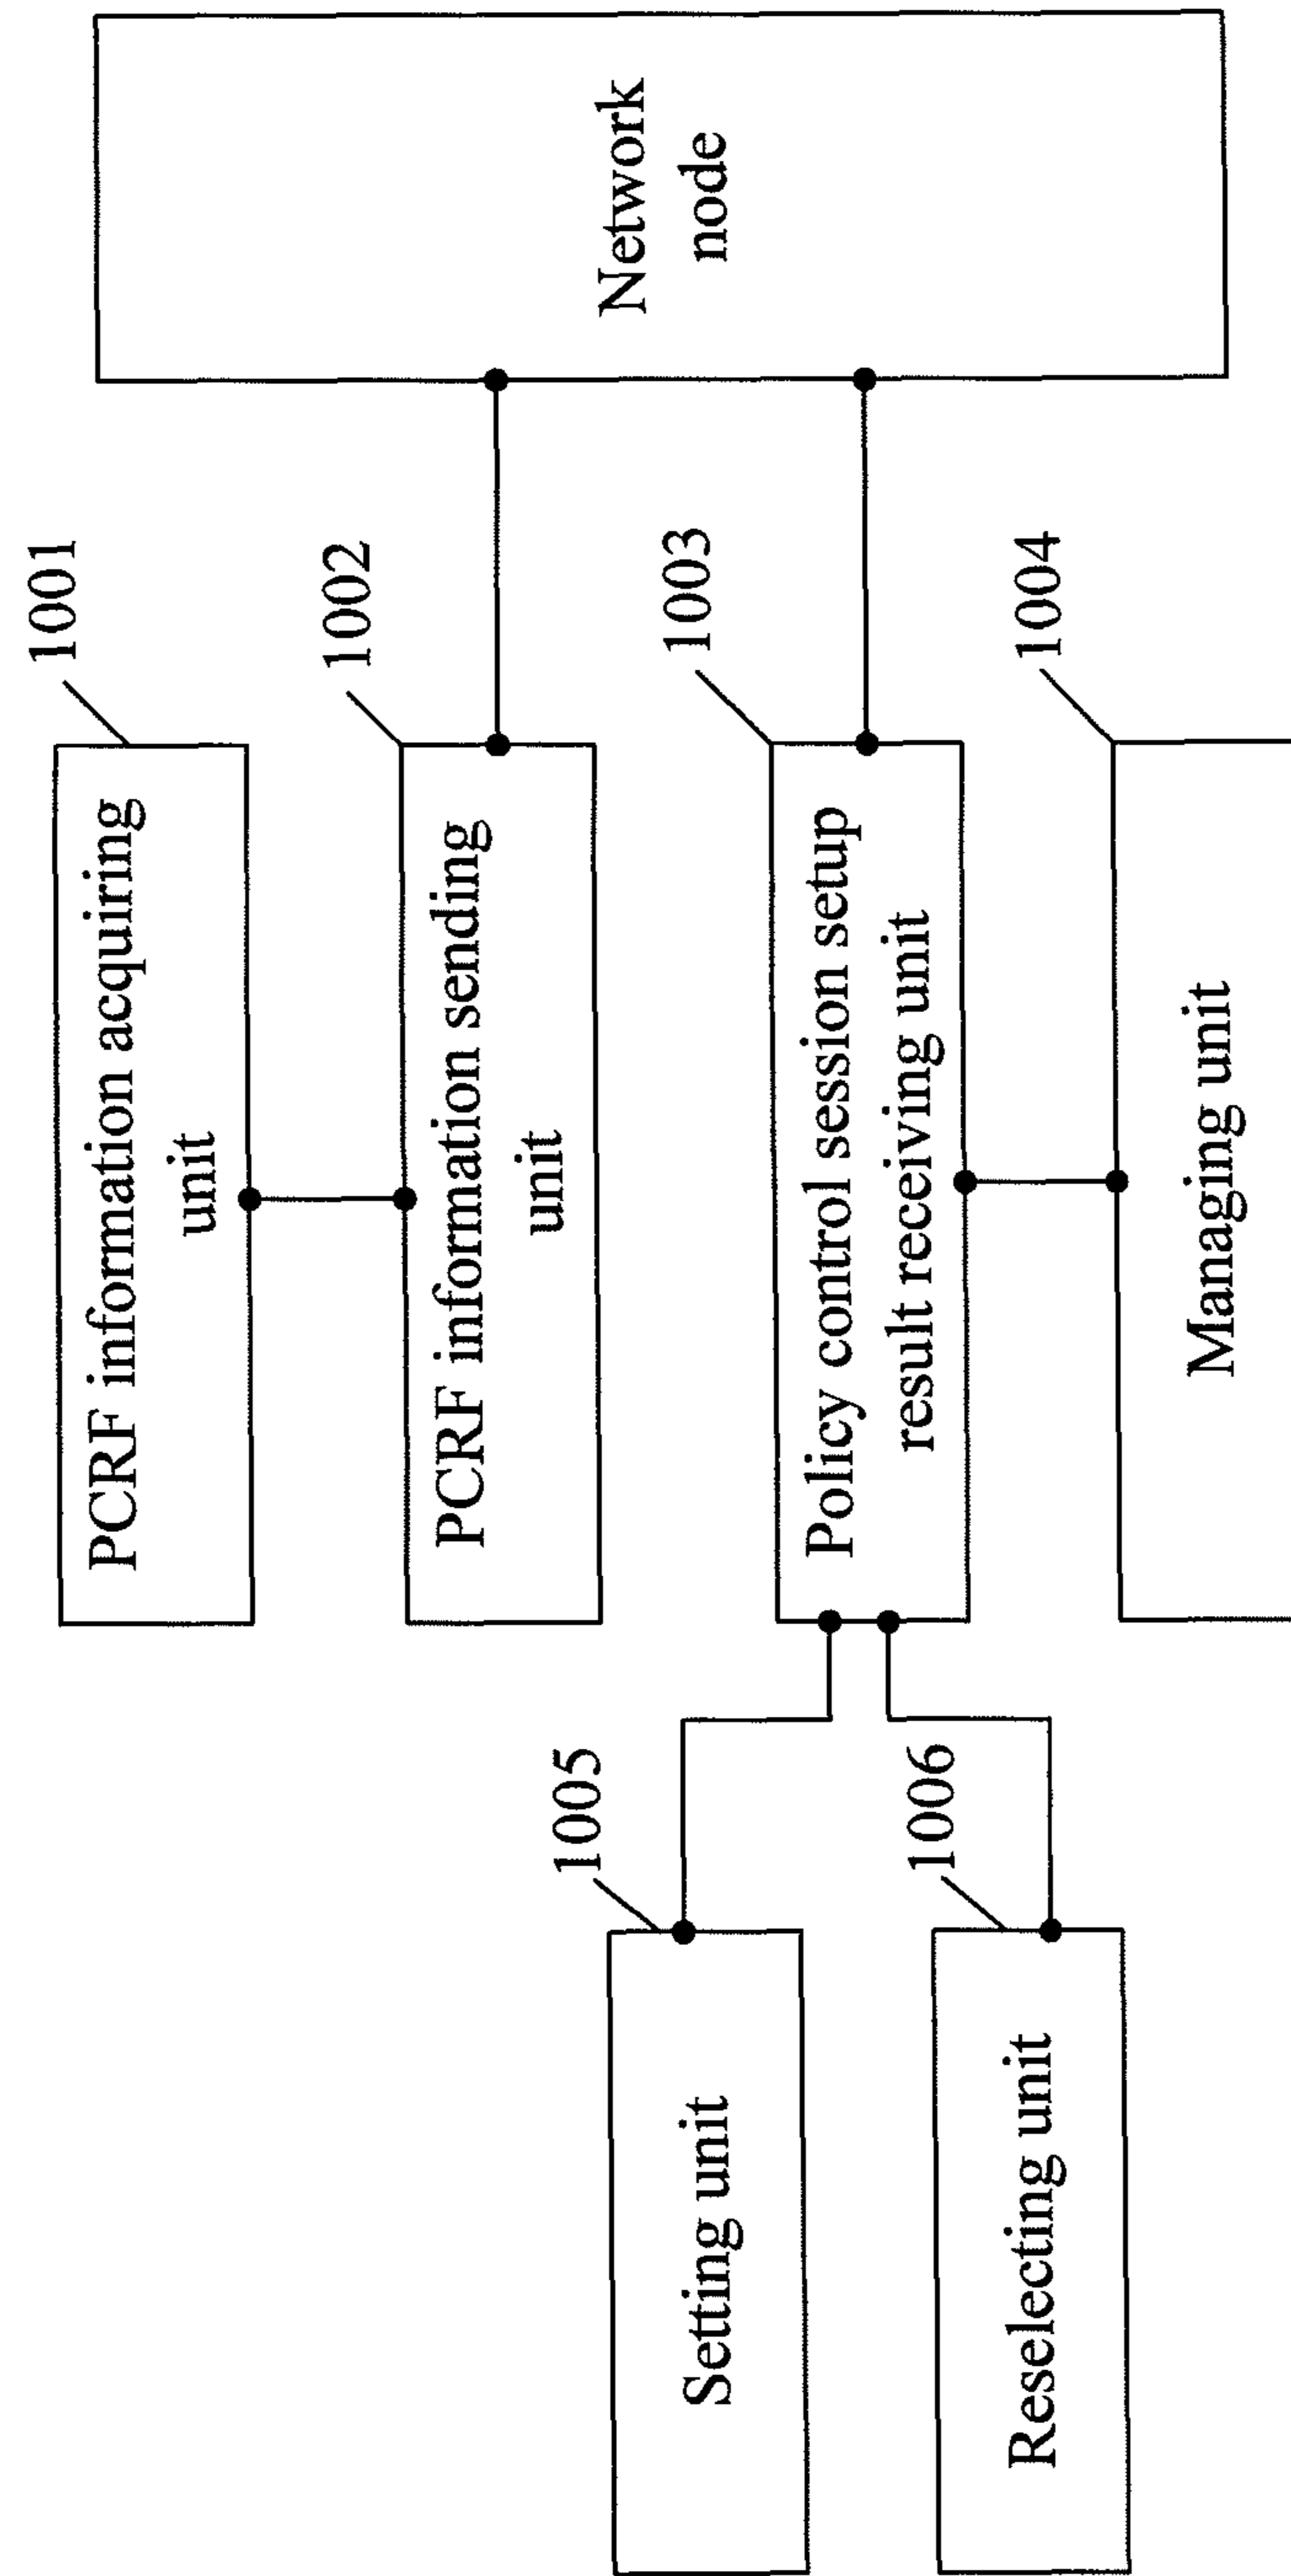 1001
PCRF information acquiring
unit
1002
PCRF information sending
unit
Network
node
1005
Setting unit
1003
Policy control session setup
result receiving unit
1006
Reselecting unit
1004
Managing unit